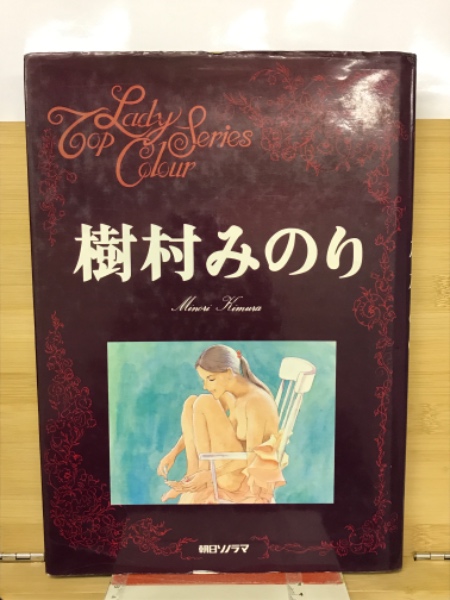 Lady
Top Series
Colour
樹村みのり
Minori Kimura
朝日ソノラマ